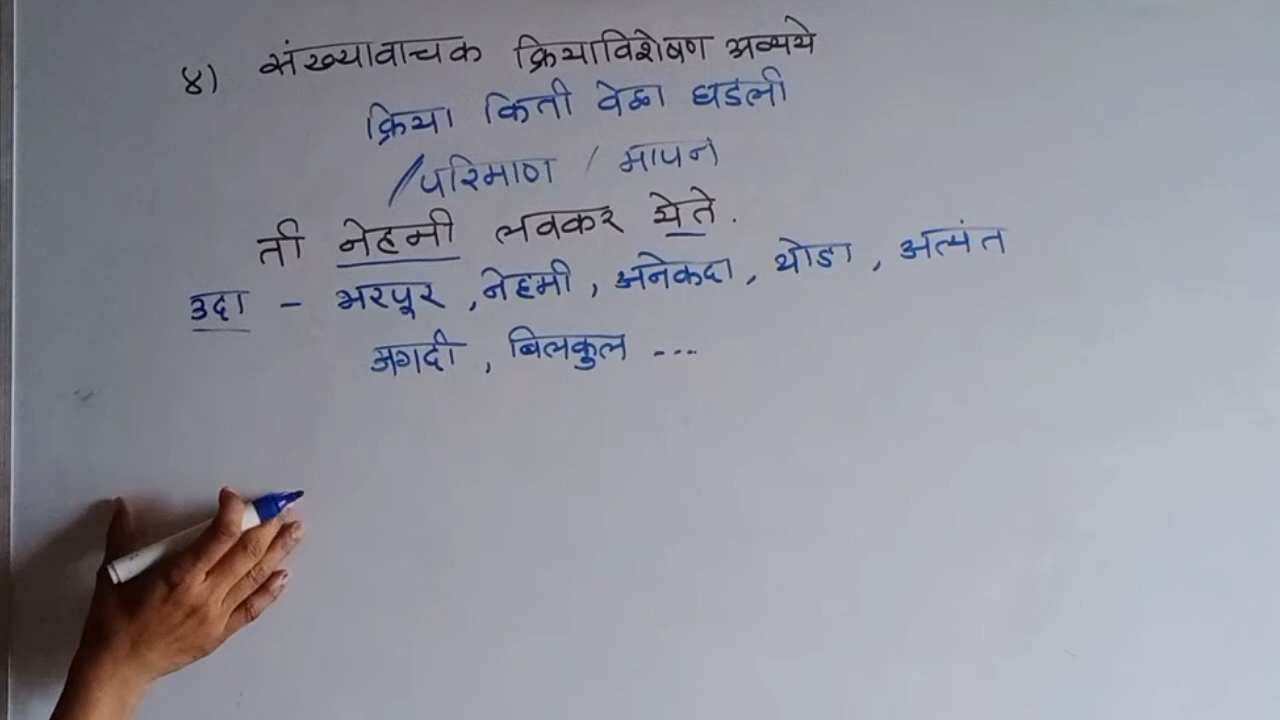 ४) संख्यावाचक क्रियाविशेषण अव्यये
क्रिया किती वेळा घडली
/परिमाण / मापन
ती नेहमी लवकर येते.
उदा - भरपूर, नेहमी, अनेकदा, थोडा, अत्यंत
अगदी, बिलकुल ---